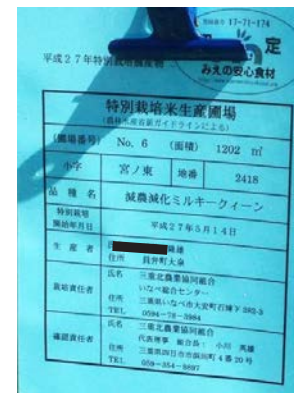 登録番号 17-71-174
定
平成27年特別栽培農産物
みえの安心食材
特別栽培米生産圃場
(農林水産省新ガイドラインによる)
(圃場番号) No. 6 (面積) 1202 ㎡
小字 宮ノ東 地番 2418
品種名 減農減化ミルキークィーン
特別栽培開始年月日 平成27年5月14日
生産者 氏 隆雄
住所 員弁町大泉
栽培責任者 氏名 三重北農業協同組合
いなべ総合センター
住所 三重県いなべ市大安町石榑下392-3
TEL 0594-78-3984
確認責任者 氏名 三重北農業協同組合
代表理事 組合長: 小川 英雄
住所 三重県四日市市浜田町4番20号
TEL 059-354-8897